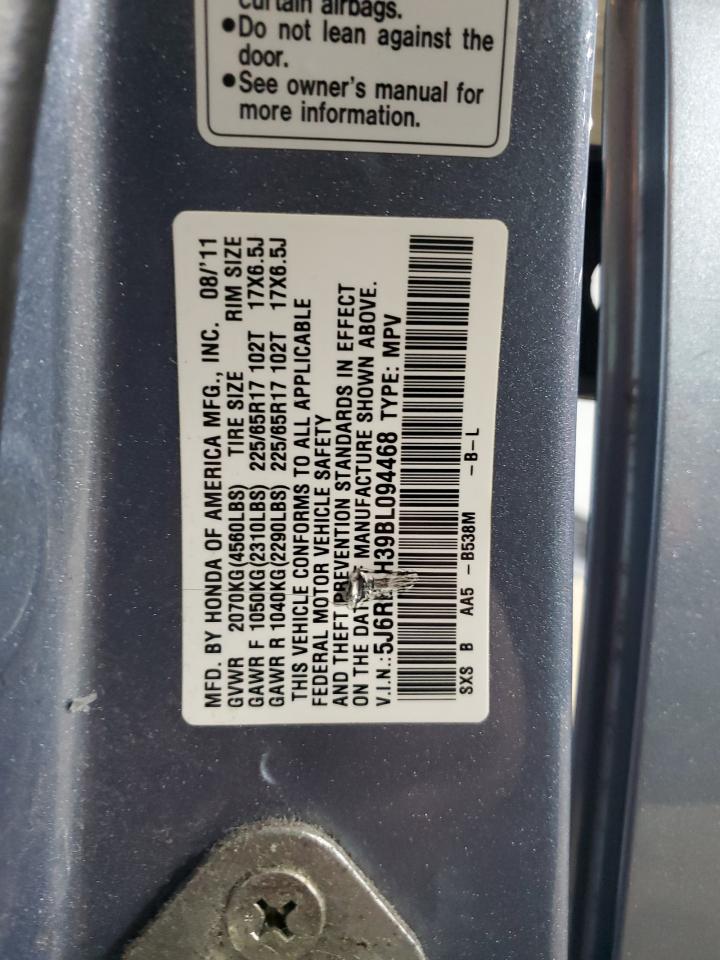 curtain airbags.
•Do not lean against the
door.
•See owner's manual for
more information.
MFD. BY HONDA OF AMERICA MFG., INC. 08/'11
GVWR 2070KG(4560LBS) TIRE SIZE RIM SIZE
GAWR F 1050KG(2310LBS) 225/65R17 102T 17X6.5J
GAWR R 1040KG(2290LBS) 225/65R17 102T 17X6.5J
THIS VEHICLE CONFORMS TO ALL APPLICABLE
FEDERAL MOTOR VEHICLE SAFETY
AND THEFT PREVENTION STANDARDS IN EFFECT
ON THE DATE MANUFACTURE SHOWN ABOVE.
V.I.N.: TYPE: MPV
SXS B AA5 -B538M -B-L